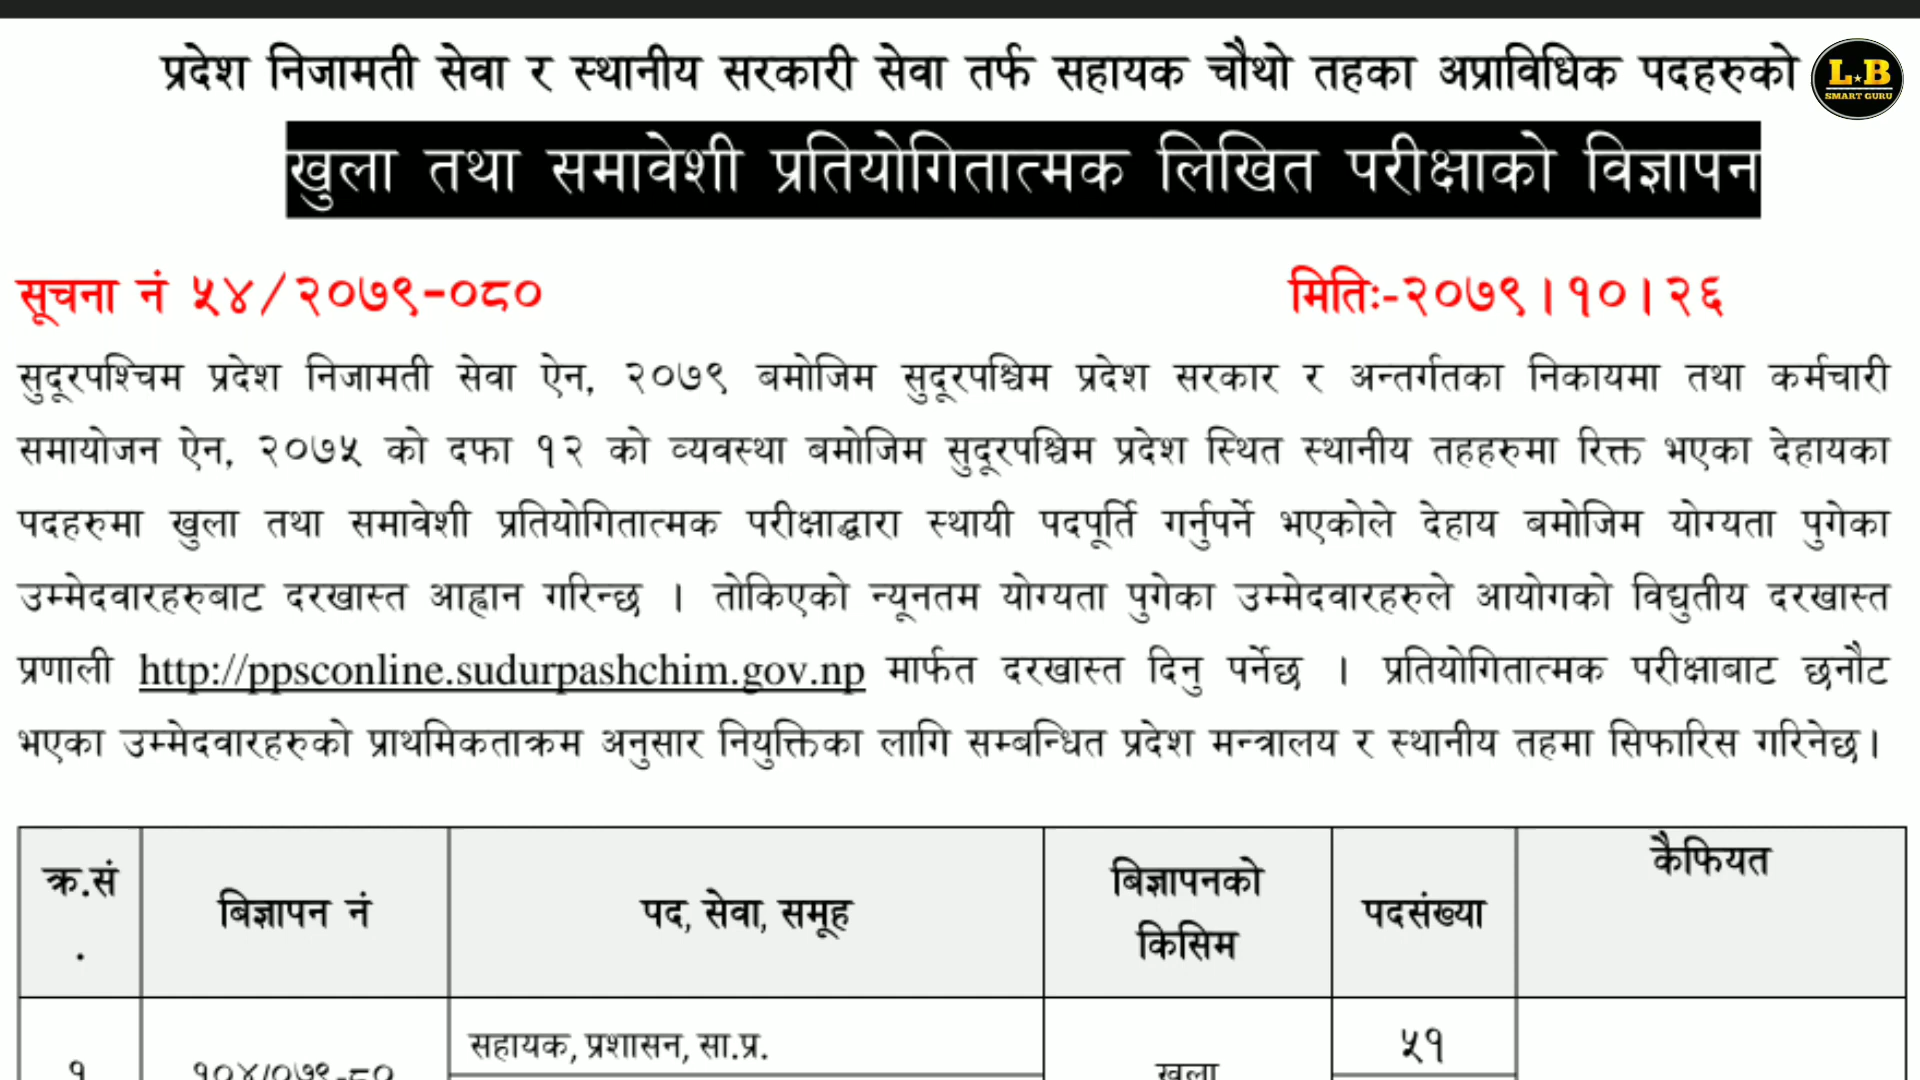 प्रदेश निजामती सेवा र स्थानीय सरकारी सेवा तर्फ सहायक चौथो तहका अप्राविधिक पदहरुको
L★B
SMART GURU
खुला तथा समावेशी प्रतियोगितात्मक लिखित परीक्षाको विज्ञापन
सूचना नं ५४/२०७९-०८०
मितिः-२०७९।१०।२६
सुदूरपश्चिम प्रदेश निजामती सेवा ऐन, २०७९ बमोजिम सुदूरपश्चिम प्रदेश सरकार र अन्तर्गतका निकायमा तथा कर्मचारी
समायोजन ऐन, २०७५ को दफा १२ को व्यवस्था बमोजिम सुदूरपश्चिम प्रदेश स्थित स्थानीय तहहरुमा रिक्त भएका देहायका
पदहरुमा खुला तथा समावेशी प्रतियोगितात्मक परीक्षाद्धारा स्थायी पदपूर्ति गर्नुपर्ने भएकोले देहाय बमोजिम योग्यता पुगेका
उम्मेदवारहरुबाट दरखास्त आह्वान गरिन्छ । तोकिएको न्यूनतम योग्यता पुगेका उम्मेदवारहरुले आयोगको विद्युतीय दरखास्त
प्रणाली http://ppsconline.sudurpashchim.gov.np मार्फत दरखास्त दिनु पर्नेछ । प्रतियोगितात्मक परीक्षाबाट छनौट
भएका उम्मेदवारहरुको प्राथमिकताक्रम अनुसार नियुक्तिका लागि सम्बन्धित प्रदेश मन्त्रालय र स्थानीय तहमा सिफारिस गरिनेछ।
क्र.सं
.
बिज्ञापन नं
पद, सेवा, समूह
बिज्ञापनको
किसिम
पदसंख्या
कैफियत
१
१०४/०७९-८०
सहायक, प्रशासन, सा.प्र.
खुला
५१